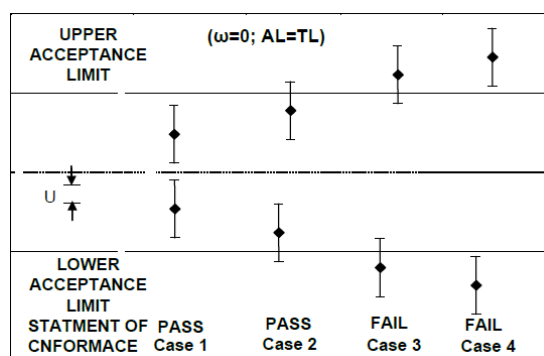 UPPER
ACCEPTANCE
LIMIT
(ω=0; AL=TL)
U
LOWER
ACCEPTANCE
LIMIT
STATMENT OF
CNFORMACE
PASS
Case 1
PASS
Case 2
FAIL
Case 3
FAIL
Case 4